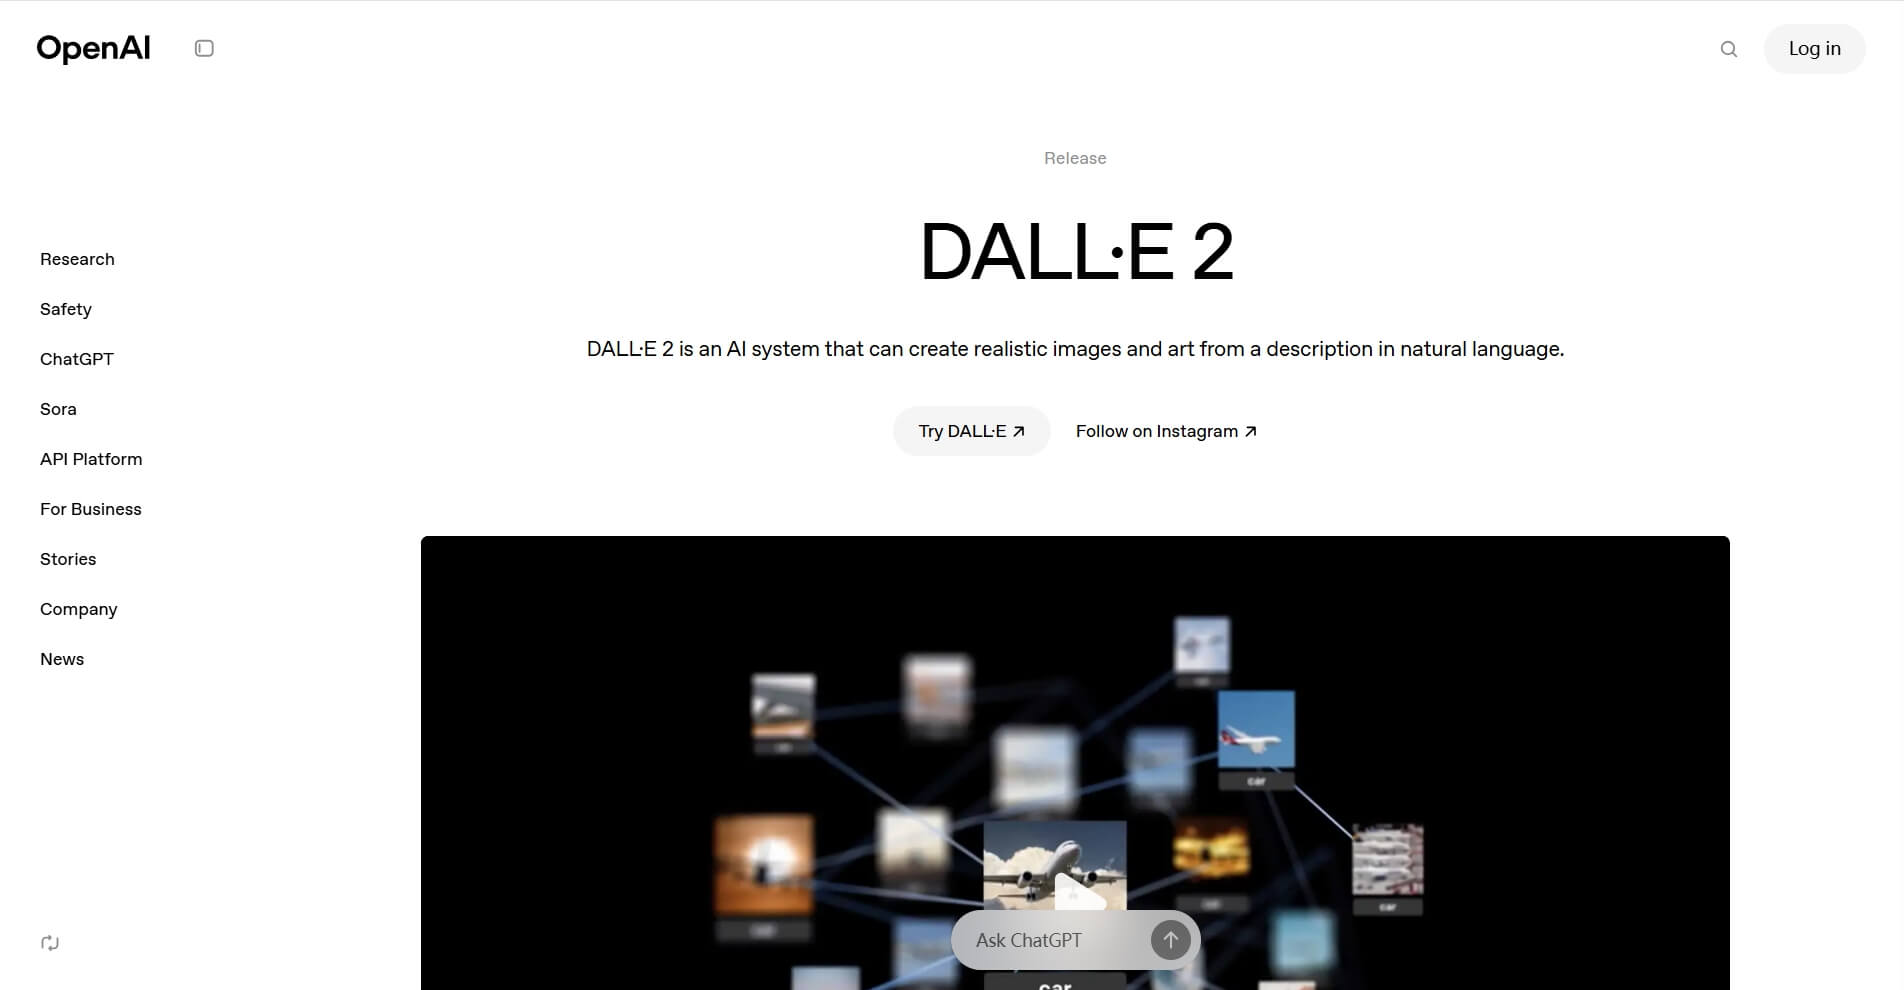 OpenAI
Log in
Release
DALL·E 2
DALL·E 2 is an AI system that can create realistic images and art from a description in natural language.
Try DALL·E ↗
Follow on Instagram ↗
Research
Safety
ChatGPT
Sora
API Platform
For Business
Stories
Company
News
car
car
Ask ChatGPT
car